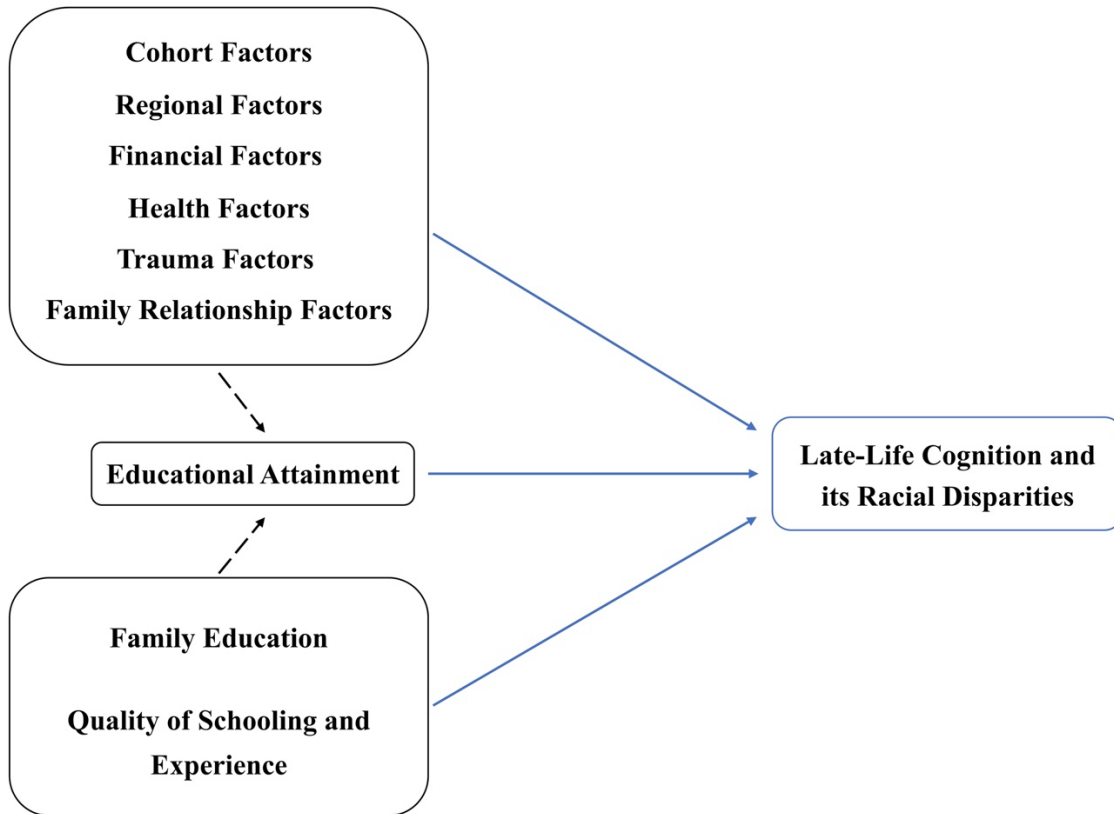 Cohort Factors
Regional Factors
Financial Factors
Health Factors
Trauma Factors
Family Relationship Factors
Educational Attainment
Late-Life Cognition and
its Racial Disparities
Family Education
Quality of Schooling and
Experience